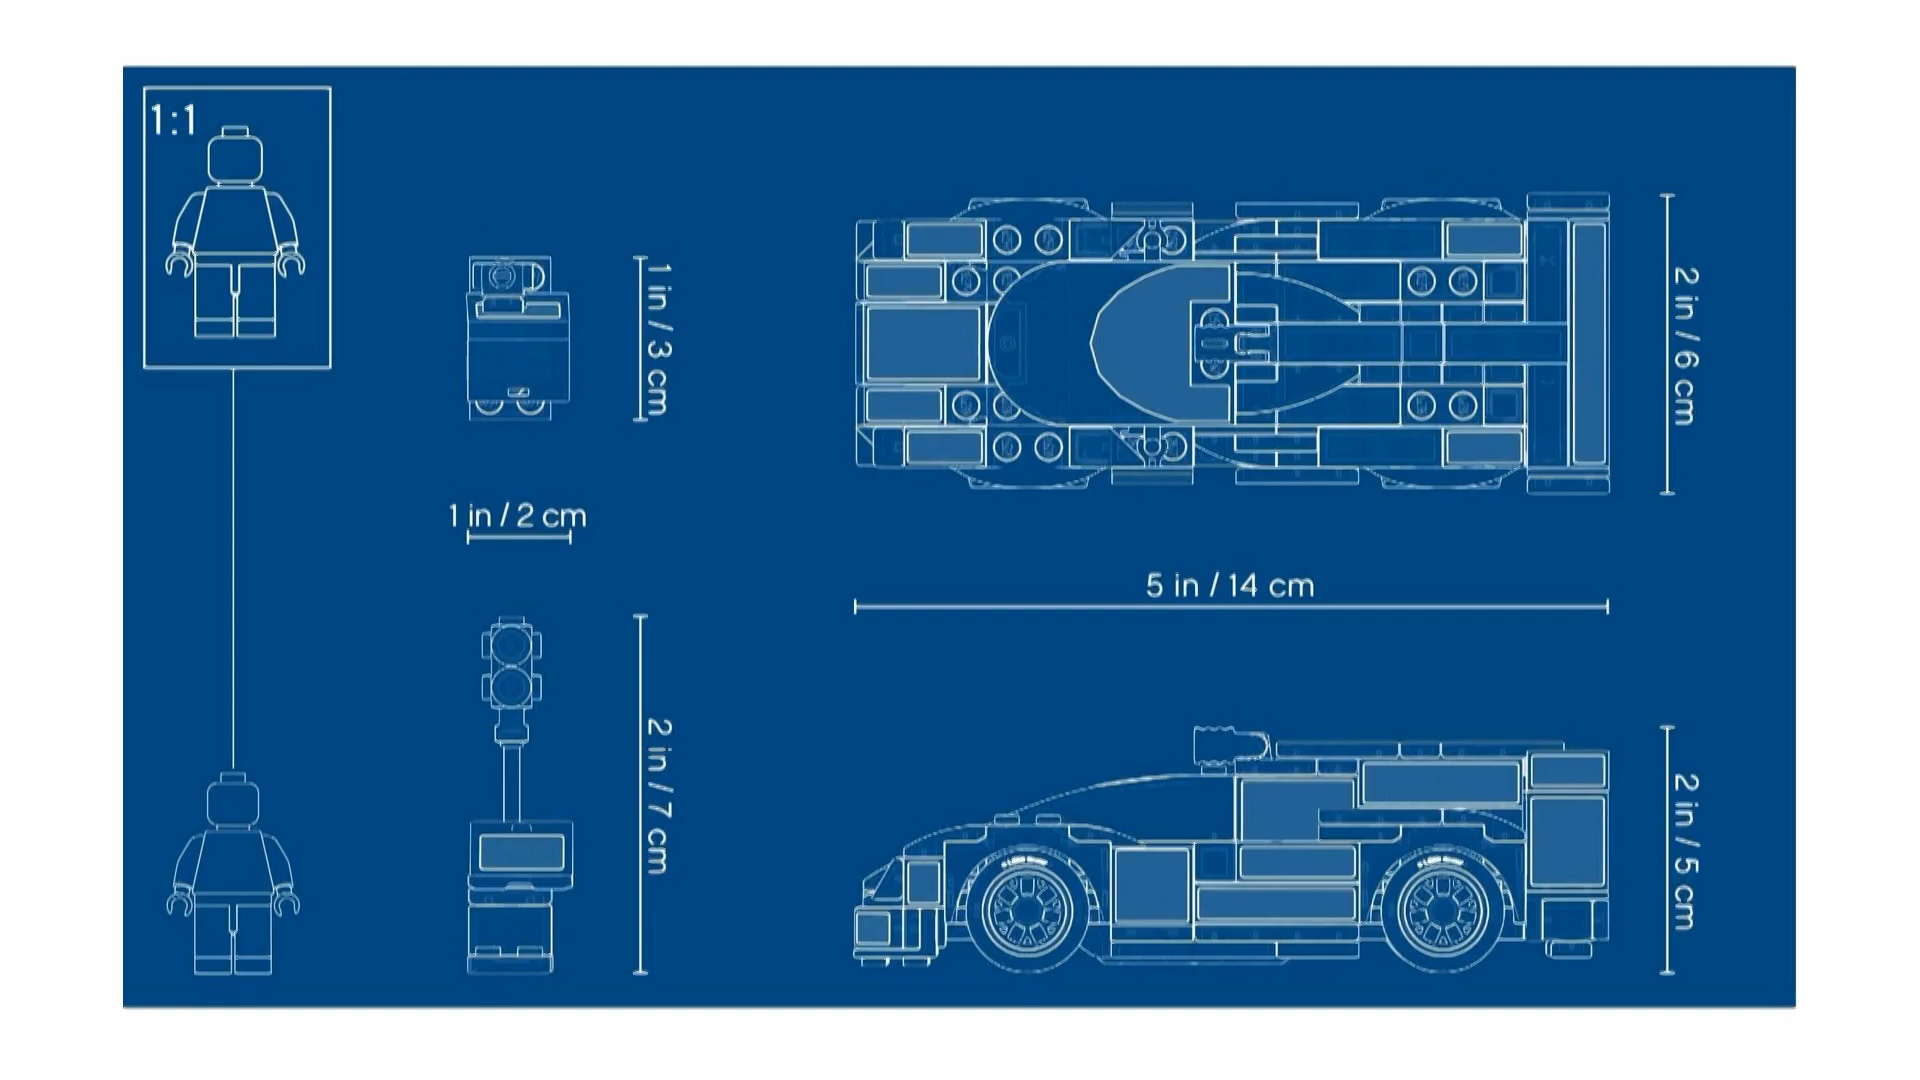 1:1
1 in / 3 cm
2 in / 6 cm
1 in / 2 cm
5 in / 14 cm
2 in / 7 cm
2 in / 5 cm